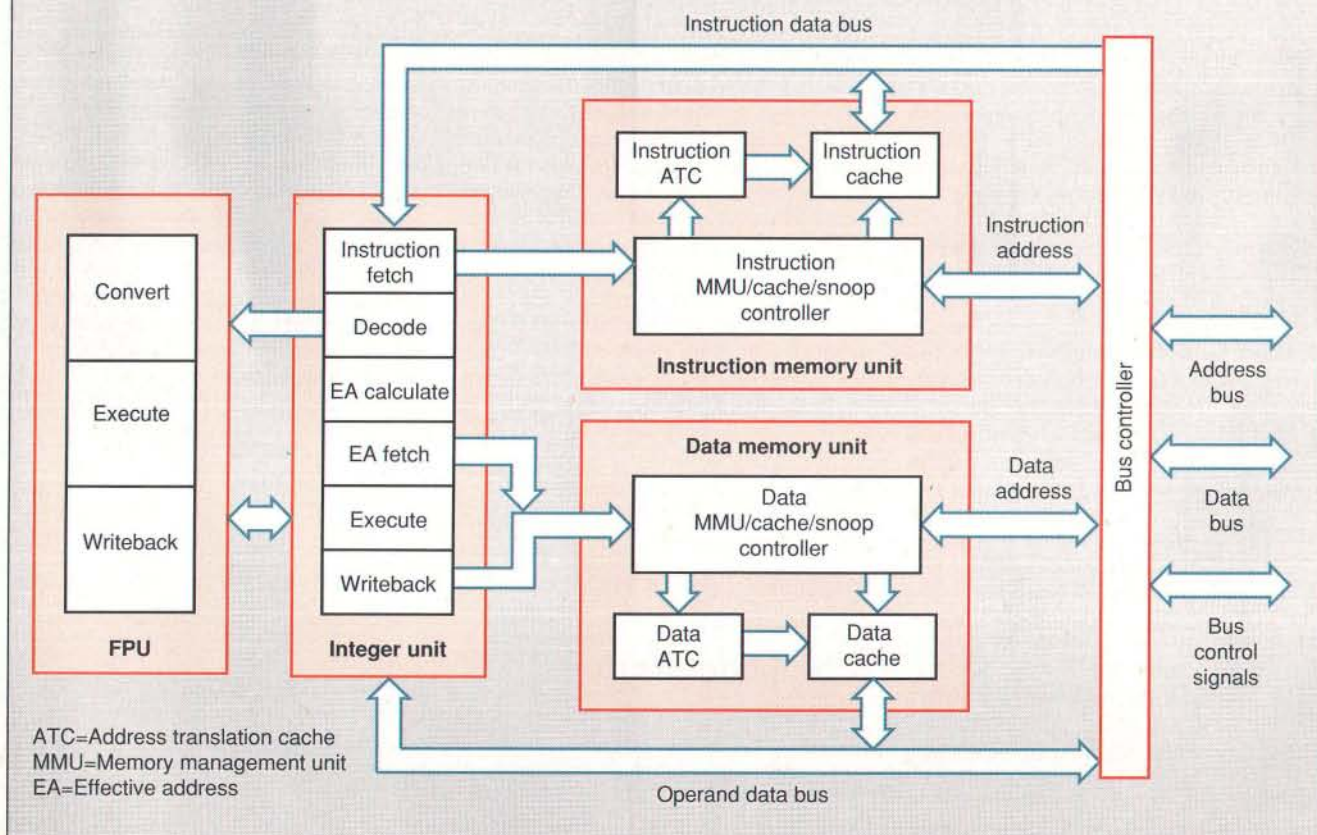 Instruction data bus
Instruction
ATC
Instruction
cache
Instruction
MMU/cache/snoop
controller
Instruction memory unit
Instruction
address
Convert
Execute
Writeback
FPU
Instruction
fetch
Decode
EA calculate
EA fetch
Execute
Writeback
Integer unit
Data memory unit
Data
MMU/cache/snoop
controller
Data
ATC
Data
cache
Data
address
Bus controller
Address
bus
Data
bus
Bus
control
signals
ATC=Address translation cache
MMU=Memory management unit
EA=Effective address
Operand data bus